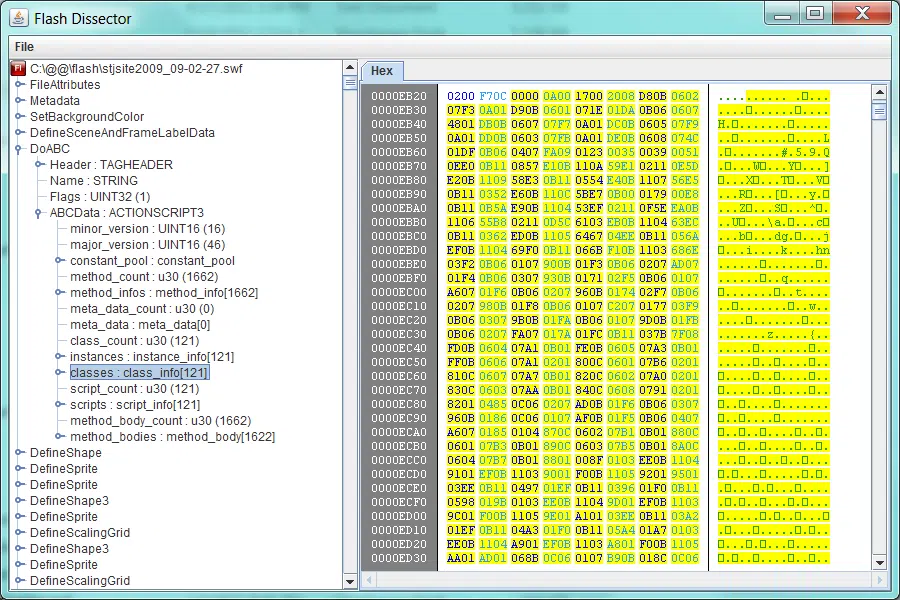 Flash Dissector
File
C:\@@\flash\stjsite2009_09-02-27.swf
FileAttributes
Metadata
SetBackgroundColor
DefineSceneAndFrameLabelData
DoABC
Header : TAGHEADER
Name : STRING
Flags : UINT32 (1)
ABCData : ACTIONSCRIPT3
minor_version : UINT16 (16)
major_version : UINT16 (46)
constant_pool : constant_pool
method_count : u30 (1662)
method_infos : method_info[1662]
meta_data_count : u30 (0)
meta_data : meta_data[0]
class_count : u30 (121)
instances : instance_info[121]
classes : class_info[121]
script_count : u30 (121)
scripts : script_info[121]
method_body_count : u30 (1662)
method_bodies : method_body[1622]
DefineShape
DefineSprite
DefineSprite
DefineShape3
DefineSprite
DefineScalingGrid
DefineShape3
DefineSprite
DefineScalingGrid
Hex
0000EB20 0200 F70C 0000 0A00 1700 2008 D80B 0602
0000EB30 07F3 0A01 D90B 0601 071E 01DA 0B06 0607
0000EB40 4801 DB0B 0607 07F7 0A01 DC0B 0605 07F9
0000EB50 0A01 DD0B 0603 07FB 0A01 DE0B 0608 074C
0000EB60 01DF 0B06 0407 FA09 0123 0035 0039 0051
0000EB70 0EE0 0B11 0857 E10B 110A 59E1 0211 0E5D
0000EB80 E20B 1109 58E3 0B11 0554 E40B 1107 56E5
0000EB90 0B11 0352 E60B 110C 5BE7 0B00 0179 00E8
0000EBA0 0B11 0B5A E90B 1104 53EF 0211 0F5E EA0B
0000EBB0 1106 55B8 0211 0D5C 6103 EB0B 1104 63EC
0000EBC0 0B11 0362 ED0B 1105 6467 04EE 0B11 056A
0000EBD0 EF0B 1104 69F0 0B11 066B F10B 1103 686E
0000EBE0 03F2 0B06 0107 900B 01F3 0B06 0207 AD07
0000EBF0 01F4 0B06 0307 930B 0171 02F5 0B06 0107
0000EC00 A607 01F6 0B06 0207 960B 0174 02F7 0B06
0000EC10 0207 980B 01F8 0B06 0107 C207 0177 03F9
0000EC20 0B06 0307 9B0B 01FA 0B06 0107 9D0B 01FB
0000EC30 0B06 0207 FA07 017A 01FC 0B11 037B 7F08
0000EC40 FD0B 0604 07A1 0B01 FE0B 0605 07A3 0B01
0000EC50 FF0B 0606 07A1 0201 800C 0601 07B6 0201
0000EC60 810C 0607 07A7 0B01 820C 0602 07A0 0201
0000EC70 830C 0603 07AA 0B01 840C 0608 0791 0201
0000EC80 8201 0485 0C06 0207 AD0B 01F6 0B06 0307
0000EC90 960B 0186 0C06 0107 AF0B 01F5 0B06 0407
0000ECA0 A607 0185 0104 870C 0602 07B1 0B01 880C
0000ECB0 0601 07B3 0B01 890C 0603 07B5 0B01 8A0C
0000ECC0 0604 07B7 0B01 8801 008F 0103 EE0B 1104
0000ECD0 9101 EF0B 1103 9001 F00B 1105 9201 9501
0000ECE0 03EE 0B11 0497 01EF 0B11 0396 01F0 0B11
0000ECF0 0598 019B 0103 EE0B 1104 9D01 EF0B 1103
0000ED00 9C01 F00B 1105 9E01 A101 03EE 0B11 03A2
0000ED10 01EF 0B11 04A3 01F0 0B11 05A4 01A7 0103
0000ED20 EE0B 1104 A901 EF0B 1103 A801 F00B 1105
0000ED30 AA01 AD01 068B 0C06 0107 B90B 018C 0C06